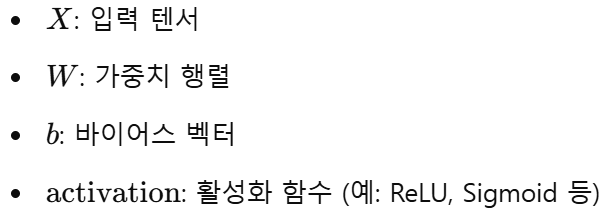 • X: 입력 텐서
• W: 가중치 행렬
• b: 바이어스 벡터
• activation: 활성화 함수 (예: ReLU, Sigmoid 등)